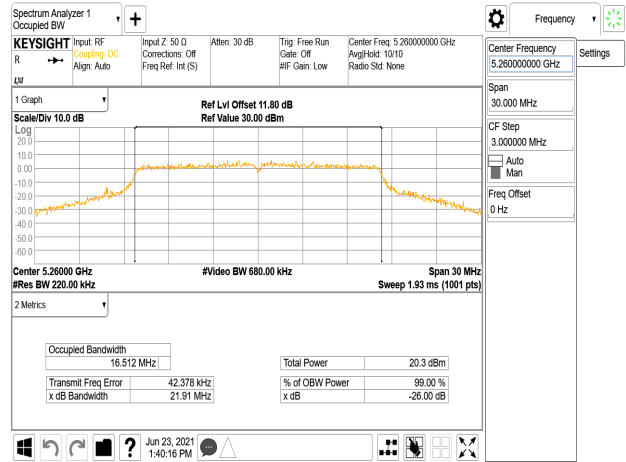 Spectrum Analyzer 1
Occupied BW
Frequency
KEYSIGHT
Input: RF
Coupling: DC
Align: Auto
Input Z: 50 Ω
Corrections: Off
Freq Ref: Int (S)
Atten: 30 dB
Trig: Free Run
Gate: Off
#IF Gain: Low
Center Freq: 5.260000000 GHz
Avg|Hold: 10/10
Radio Std: None
R
LXI
Center Frequency
5.260000000 GHz
Settings
Span
30.000 MHz
CF Step
3.000000 MHz
Auto
Man
Freq Offset
0 Hz
1 Graph
Scale/Div 10.0 dB
Ref Lvl Offset 11.80 dB
Ref Value 30.00 dBm
Log
20.0
10.0
0.00
-10.0
-20.0
-30.0
-40.0
-50.0
-60.0
Center 5.26000 GHz
#Video BW 680.00 kHz
Span 30 MHz
#Res BW 220.00 kHz
Sweep 1.93 ms (1001 pts)
2 Metrics
Occupied Bandwidth
16.512 MHz
Total Power 20.3 dBm
Transmit Freq Error 42.378 kHz
% of OBW Power 99.00 %
x dB Bandwidth 21.91 MHz
x dB -26.00 dB
?
Jun 23, 2021
1:40:16 PM